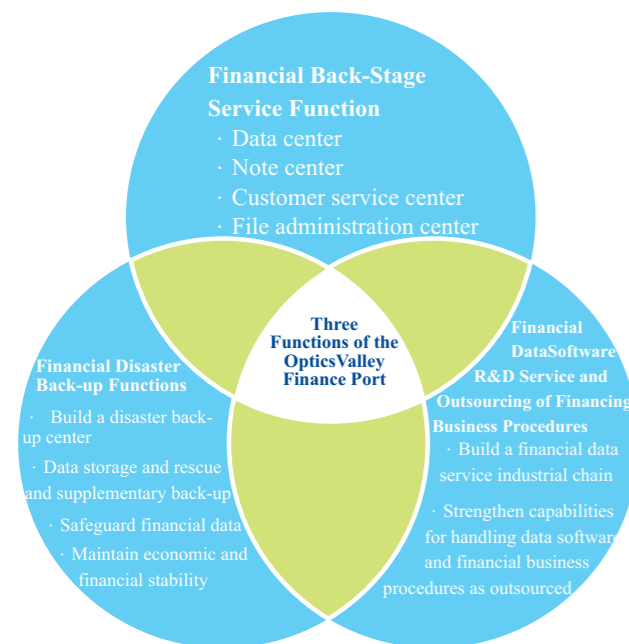 Financial Back-Stage
Service Function
· Data center
· Note center
· Customer service center
· File administration center
Three
Functions of the
OpticsValley
Finance Port
Financial Disaster
Back-up Functions
· Build a disaster back-
up center
· Data storage and rescue
and supplementary back-up
· Safeguard financial data
· Maintain economic and
financial stability
Financial
DataSoftware
R&D Service and
Outsourcing of Financing
Business Procedures
· Build a financial data
service industrial chain
· Strengthen capabilities
for handling data software
and financial business
procedures as outsourced